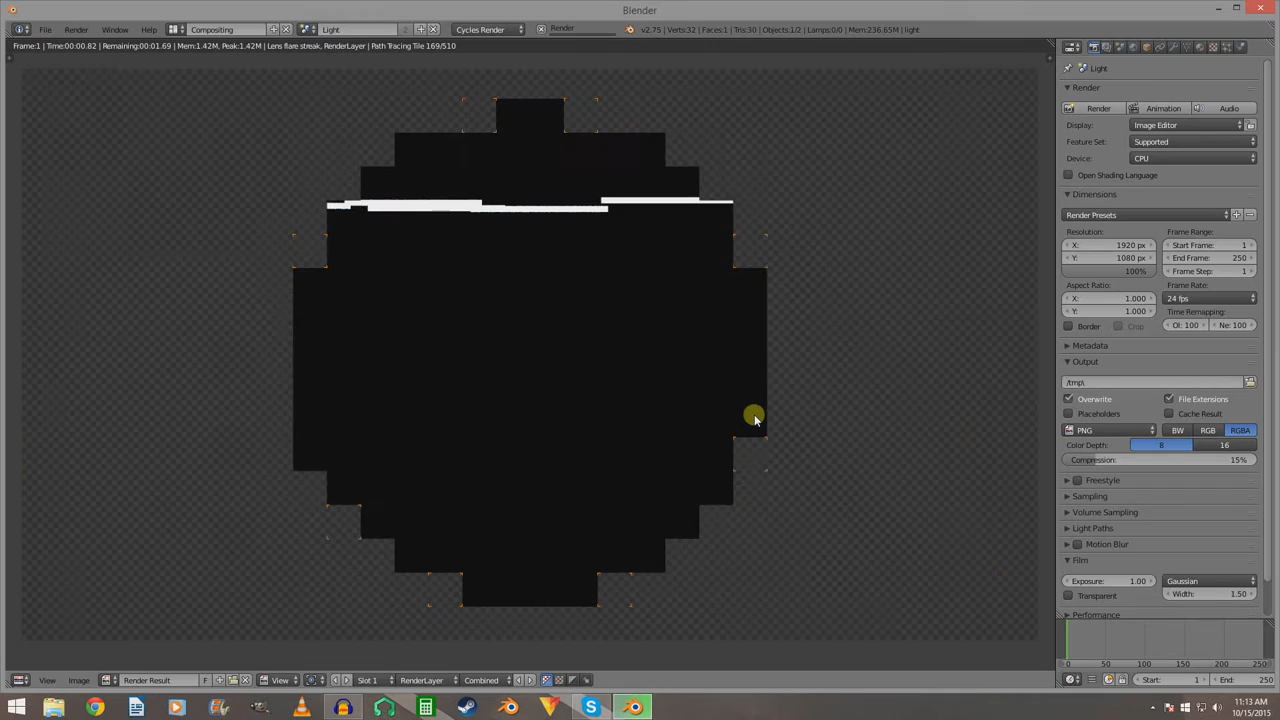 Blender
File Render Window Help Compositing Light 2 Cycles Render Render v2.75 | Verts:32 | Faces:1 | Tris:30 | Objects:1/2 | Lamps:0/0 | Mem:236.65M | light
Frame:1 | Time:00:00.82 | Remaining:00:01.69 | Mem:1.42M, Peak:1.42M | Lens flare streak, RenderLayer | Path Tracing Tile 169/510
Light
Render
Render Animation Audio
Display: Image Editor
Feature Set: Supported
Device: CPU
Open Shading Language
Dimensions
Render Presets
Resolution: Frame Range:
X: 1920 px Start Frame: 1
Y: 1080 px End Frame: 250
100% Frame Step: 1
Aspect Ratio: Frame Rate:
X: 1.000 24 fps
Y: 1.000 Time Remapping:
Border Crop Ol: 100 Ne: 100
Metadata
Output
/tmp\
Overwrite File Extensions
Placeholders Cache Result
PNG BW RGB RGBA
Color Depth: 8 16
Compression: 15%
Freestyle
Sampling
Volume Sampling
Light Paths
Motion Blur
Film
Exposure: 1.00 Gaussian
Transparent Width: 1.50
Performance
0 50 100 150 200 250
View Image Render Result F View Slot 1 RenderLayer Combined Start: 1 End: 250
11:13 AM
10/15/2015